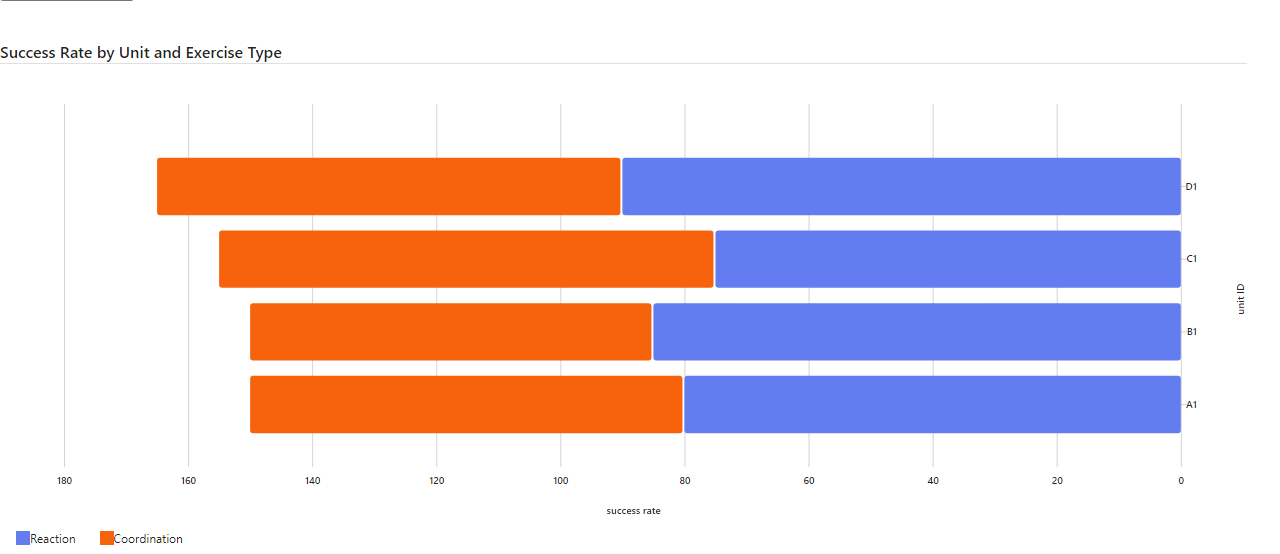 Success Rate by Unit and Exercise Type
D1
C1
B1
A1
unit ID
180 160 140 120 100 80 60 40 20 0
success rate
Reaction Coordination